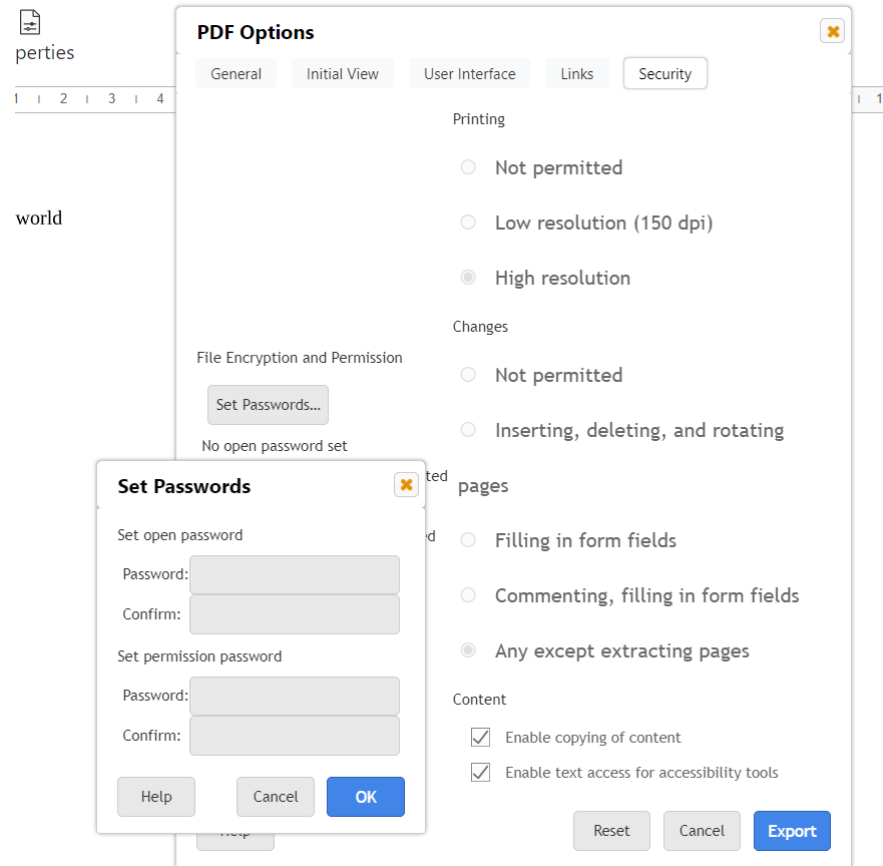 perties
1 2 3 4
1
world
PDF Options
General Initial View User Interface Links Security
Printing
Not permitted
Low resolution (150 dpi)
High resolution
Changes
Not permitted
Inserting, deleting, and rotating
pages
Filling in form fields
Commenting, filling in form fields
Any except extracting pages
Content
Enable copying of content
Enable text access for accessibility tools
File Encryption and Permission
Set Passwords...
No open password set
ted
Set Passwords
Set open password
Password:
Confirm:
Set permission password
Password:
Confirm:
Help Cancel OK
Help Reset Cancel Export